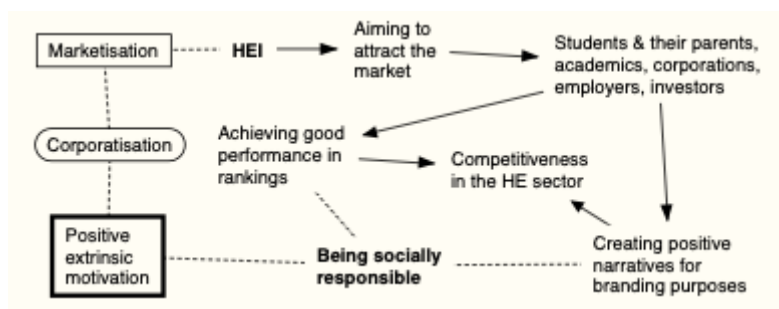 Marketisation
HEI
Aiming to
attract the
market
Students & their parents,
academics, corporations,
employers, investors
Corporatisation
Achieving good
performance in
rankings
Competitiveness
in the HE sector
Positive
extrinsic
motivation
Being socially
responsible
Creating positive
narratives for
branding purposes